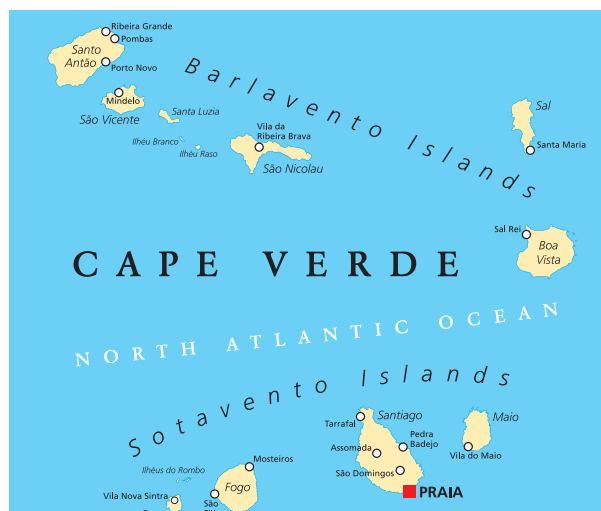 Ribeira Grande
Pombas
Santo
Antão
Porto Novo
Mindelo
São Vicente
Santa Luzia
Ilhéu Branco
Ilhéu Raso
Vila da
Ribeira Brava
São Nicolau
Barlavento Islands
Sal
Santa Maria
Sal Rei
Boa
Vista
CAPE VERDE
NORTH ATLANTIC OCEAN
Sotavento Islands
Santiago
Tarrafal
Maio
Pedra
Badejo
Assomada
Vila do Maio
São Domingos
Mosteiros
Ilhéus do Rombo
Fogo
Vila Nova Sintra
São
PRAIA